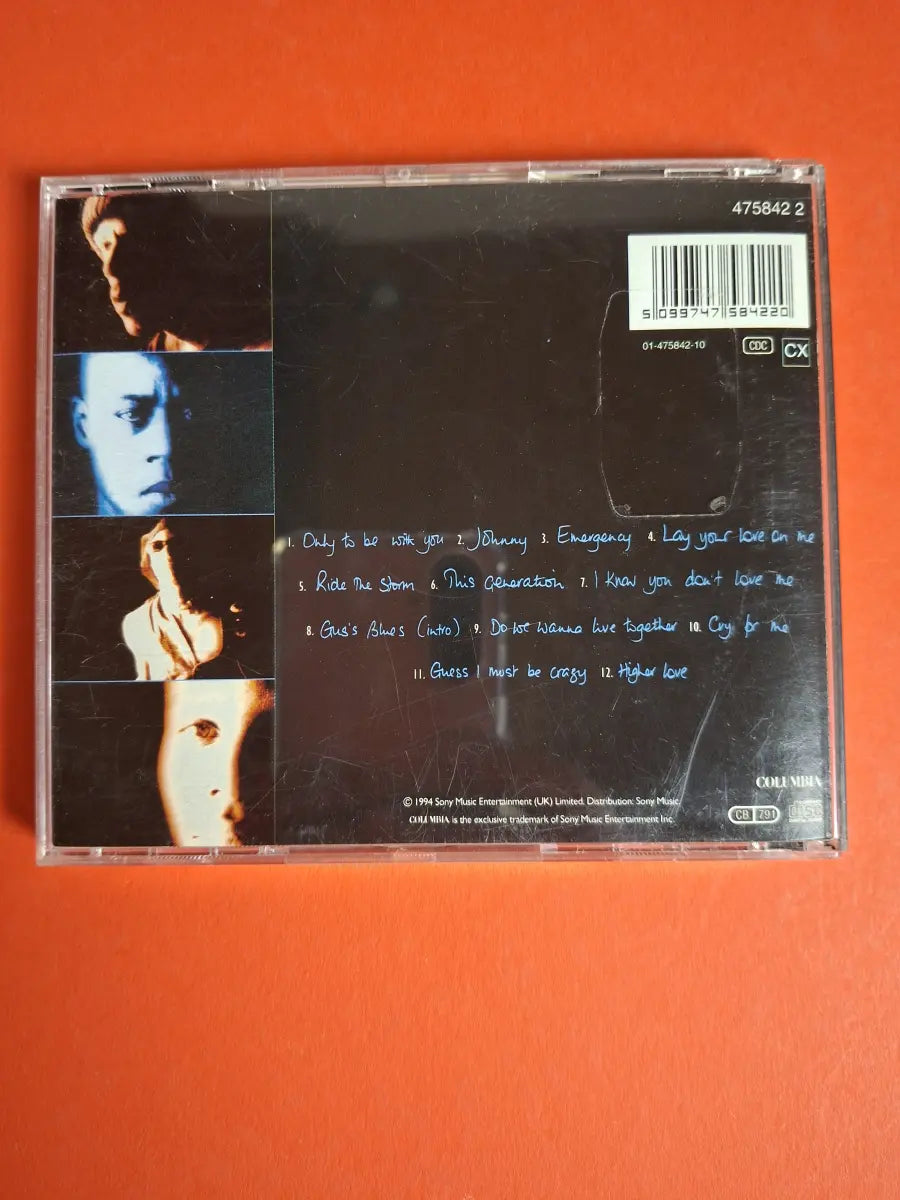 475842 2
5 099747 584220
01-475842-10 CDC CX
1. Only to be with you 2. Johnny 3. Emergency 4. Lay your love on me
5. Ride The Storm 6. This Generation 7. I know you don't love me
8. Gus's Blues (intro) 9. Do we wanna live together 10. Cry for me
11. Guess I must be crazy 12. Higher love
COLUMBIA
© 1994 Sony Music Entertainment (UK) Limited. Distribution: Sony Music.
COLUMBIA is the exclusive trademark of Sony Music Entertainment Inc.
CB 791 disc